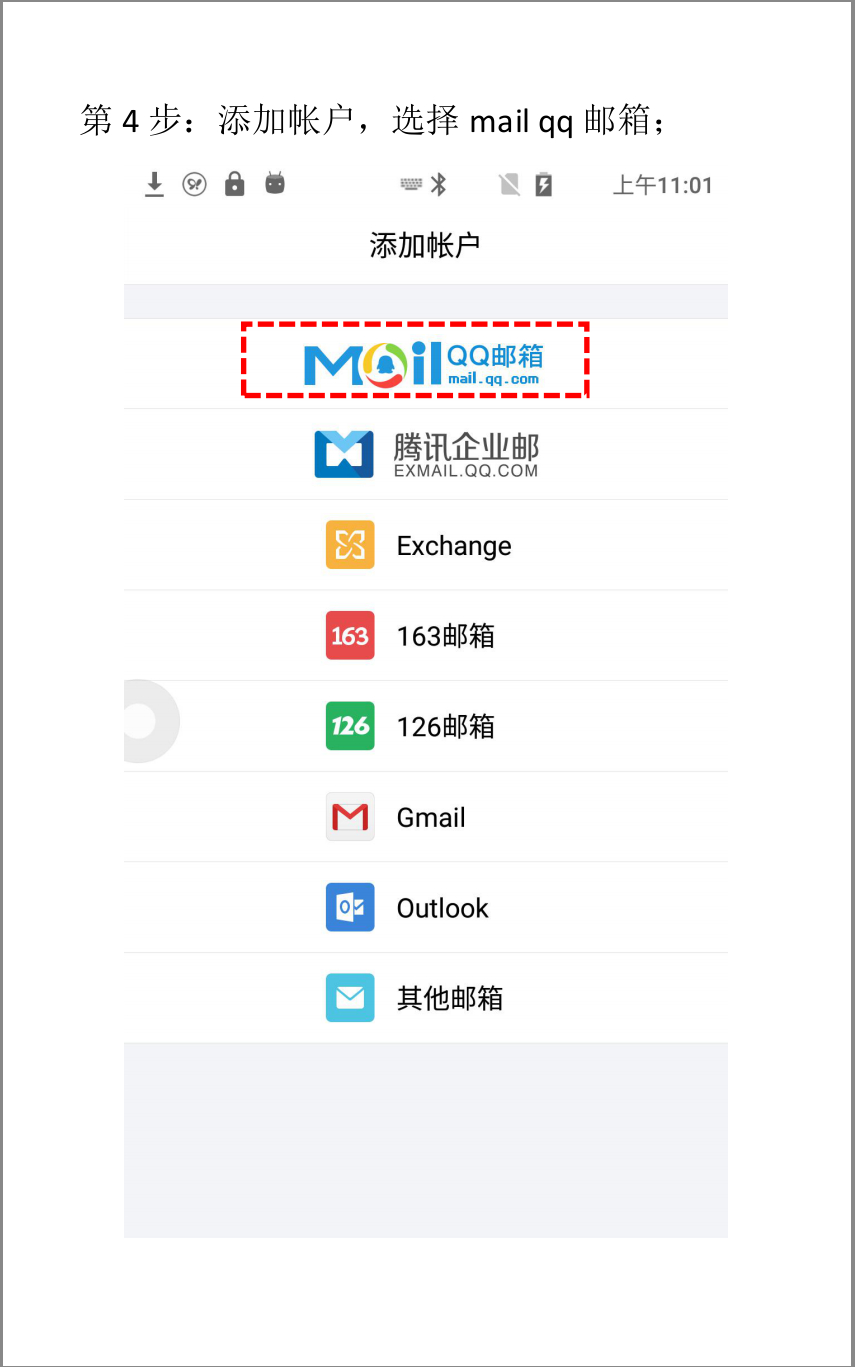 第 4 步：添加帐户，选择 mail qq 邮箱；
上午11:01
添加帐户
Mail QQ邮箱
mail.qq.com
腾讯企业邮
EXMAIL.QQ.COM
Exchange
163 163邮箱
126 126邮箱
Gmail
Outlook
其他邮箱